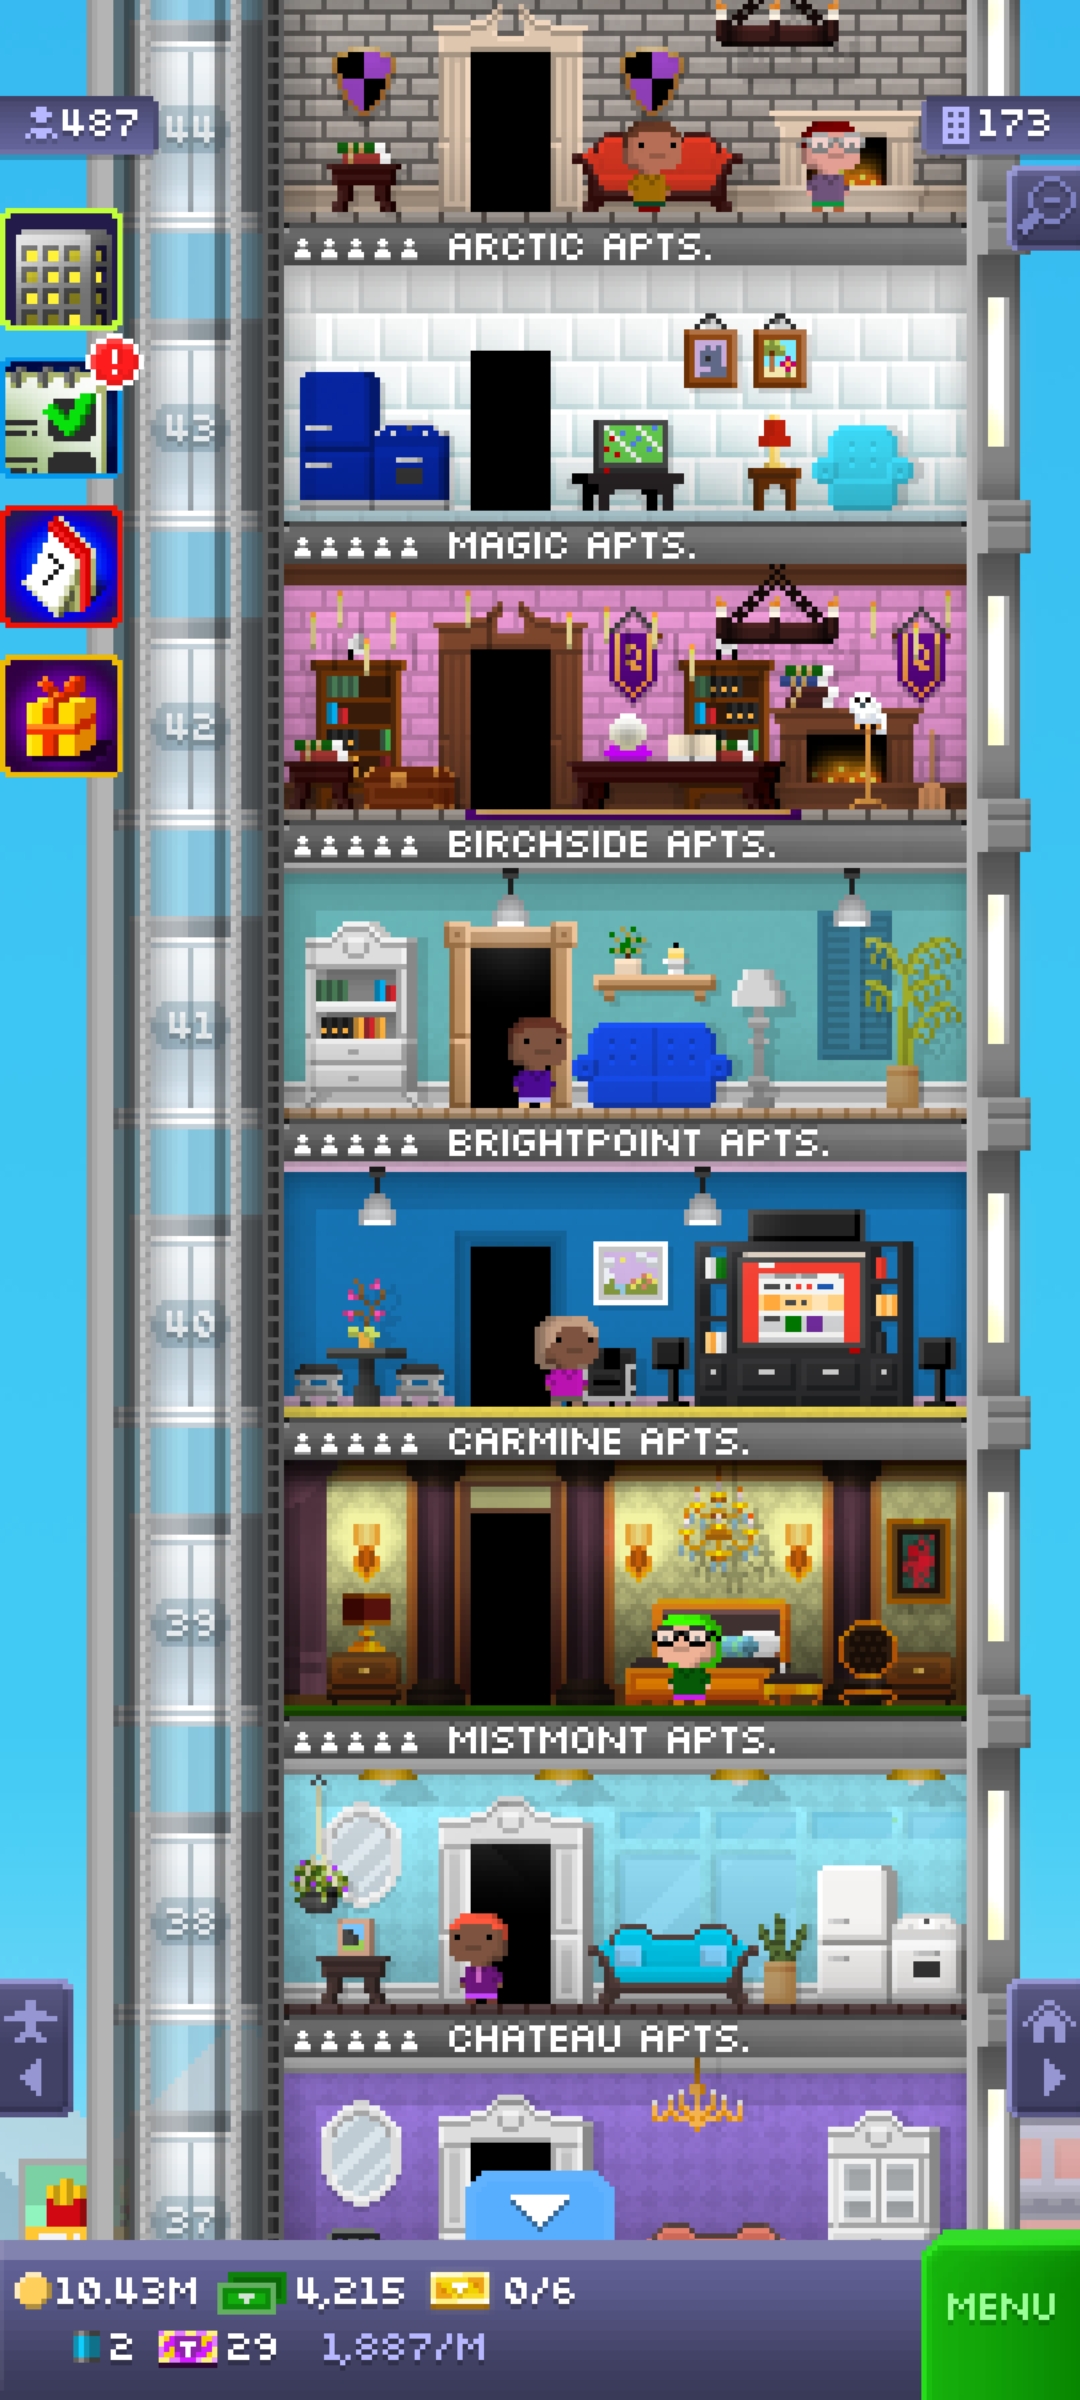 487
44
173
ARCTIC APTS.
43
MAGIC APTS.
42
BIRCHSIDE APTS.
41
BRIGHTPOINT APTS.
40
CARMINE APTS.
39
MISTMONT APTS.
38
CHATEAU APTS.
37
10.43M 4,215 0/6
MENU
2 29 1,887/M